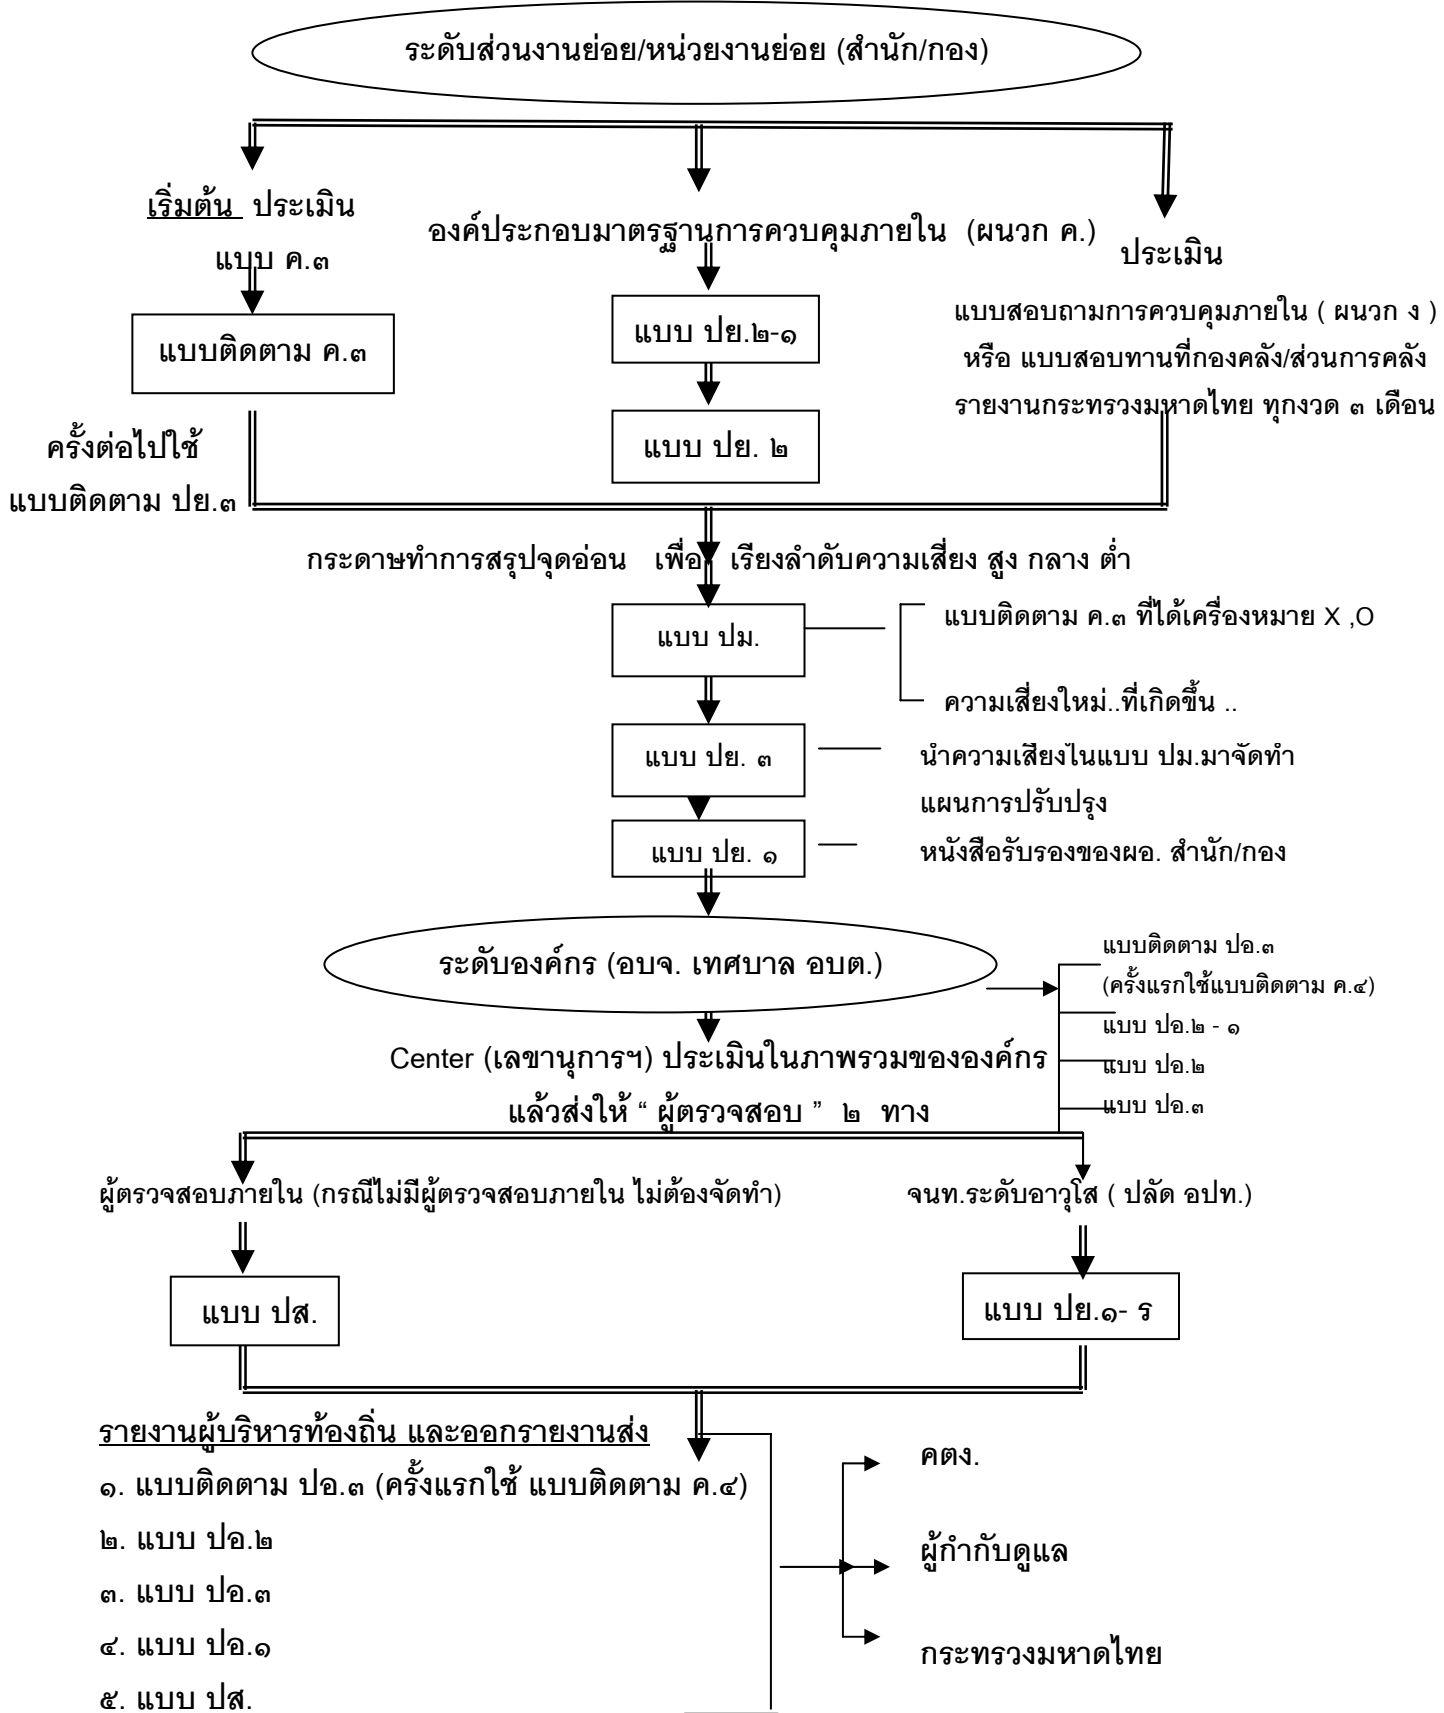 ระดับส่วนงานย่อย/หน่วยงานย่อย (สำนัก/กอง)
เริ่มต้น ประเมิน
แบบ ค.๓
แบบติดตาม ค.๓
ครั้งต่อไปใช้
แบบติดตาม ปย.๓
องค์ประกอบมาตรฐานการควบคุมภายใน (ผนวก ค.)
แบบ ปย.๒-๑
แบบ ปย. ๒
ประเมิน
แบบสอบถามการควบคุมภายใน ( ผนวก ง )
หรือ แบบสอบทานที่กองคลัง/ส่วนการคลัง
รายงานกระทรวงมหาดไทย ทุกงวด ๓ เดือน
กระดาษทำการสรุปจุดอ่อน เพื่อ เรียงลำดับความเสี่ยง สูง กลาง ต่ำ
แบบ ปม.
แบบติดตาม ค.๓ ที่ได้เครื่องหมาย X ,O
ความเสี่ยงใหม่..ที่เกิดขึ้น ..
แบบ ปย. ๓
นำความเสี่ยงในแบบ ปม.มาจัดทำ
แผนการปรับปรุง
แบบ ปย. ๑
หนังสือรับรองของผอ. สำนัก/กอง
ระดับองค์กร (อบจ. เทศบาล อบต.)
แบบติดตาม ปอ.๓
(ครั้งแรกใช้แบบติดตาม ค.๔)
แบบ ปอ.๒ - ๑
แบบ ปอ.๒
แบบ ปอ.๓
Center (เลขานุการฯ) ประเมินในภาพรวมขององค์กร
แล้วส่งให้ “ ผู้ตรวจสอบ ” ๒ ทาง
ผู้ตรวจสอบภายใน (กรณีไม่มีผู้ตรวจสอบภายใน ไม่ต้องจัดทำ)
จนท.ระดับอาวุโส ( ปลัด อปท.)
แบบ ปส.
แบบ ปย.๑- ร
รายงานผู้บริหารท้องถิ่น และออกรายงานส่ง
๑. แบบติดตาม ปอ.๓ (ครั้งแรกใช้ แบบติดตาม ค.๔)
๒. แบบ ปอ.๒
๓. แบบ ปอ.๓
๔. แบบ ปอ.๑
๕. แบบ ปส.
คตง.
ผู้กำกับดูแล
กระทรวงมหาดไทย